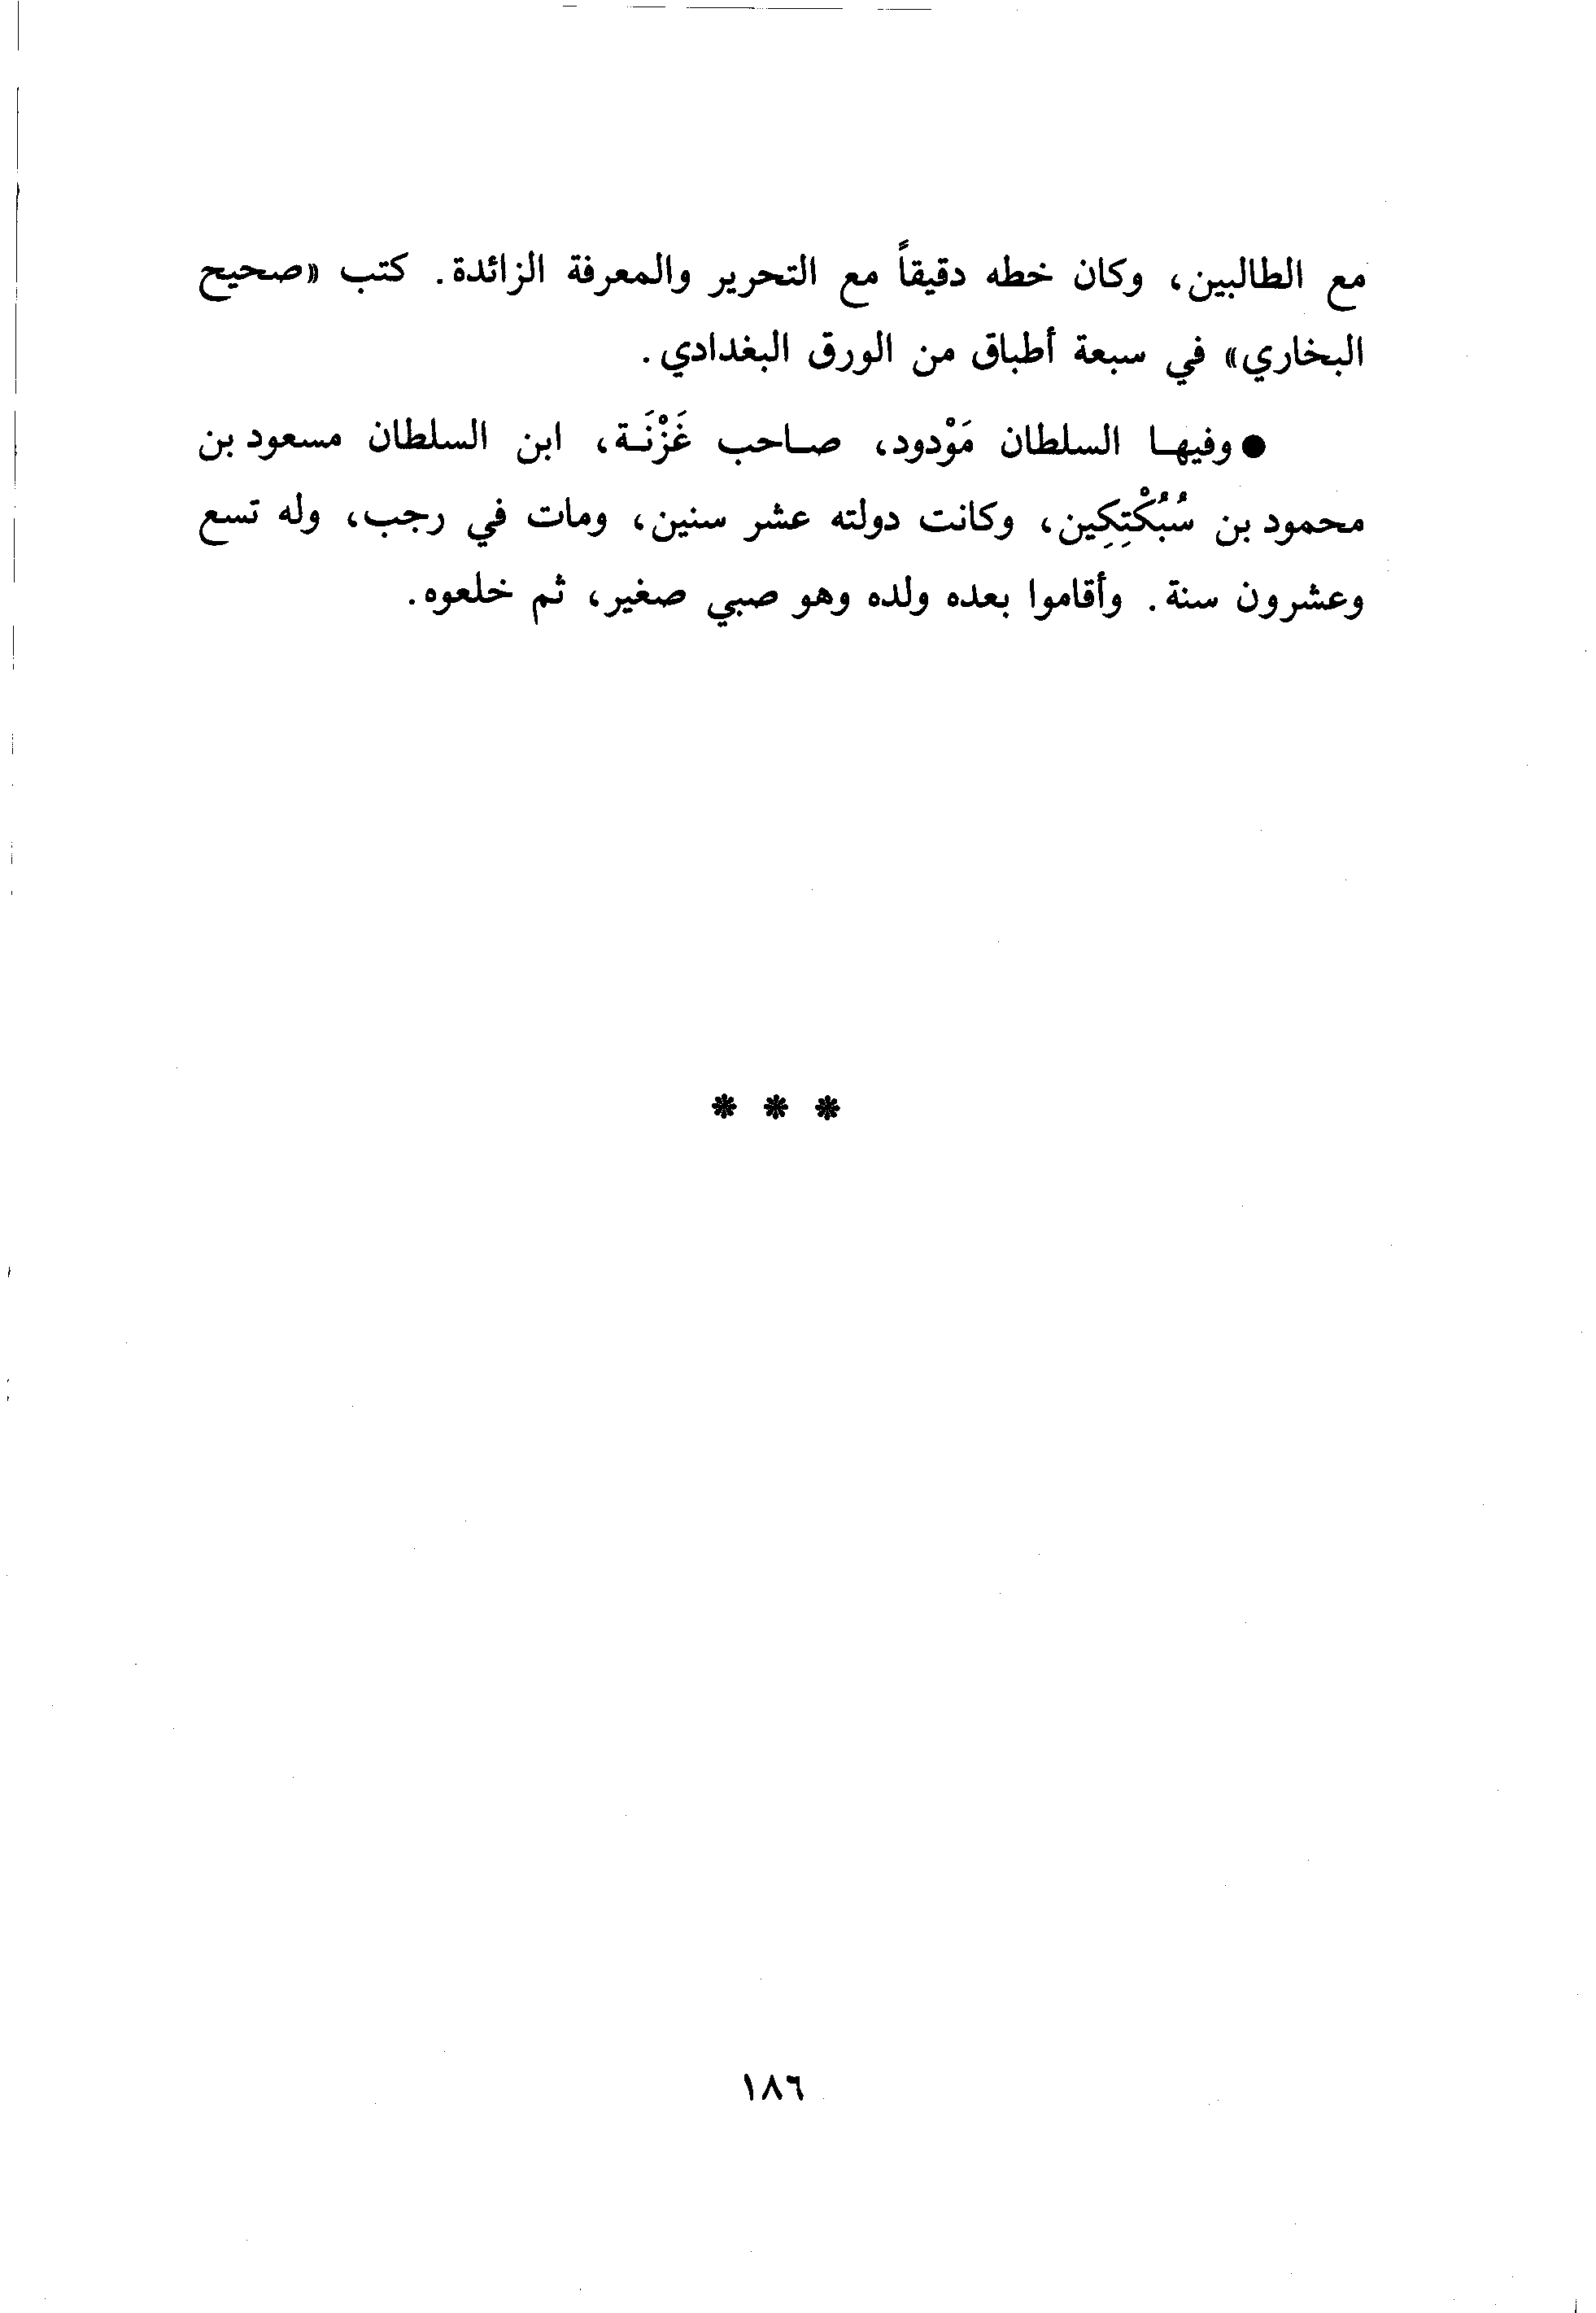 مع الطالبين، وكان خطه دقيقاً مع التحرير والمعرفة الزائدة. كتب «صحيح
البخاري» في سبعة أطباق من الورق البغدادي.
● وفيها السلطان مَوْدود، صاحب غَزْنَة، ابن السلطان مسعود بن
محمود بن سُبُكْتِكِين، وكانت دولته عشر سنين، ومات في رجب، وله تسع
وعشرون سنة. وأقاموا بعده ولده وهو صبي صغير، ثم خلعوه.
* * *
١٨٦